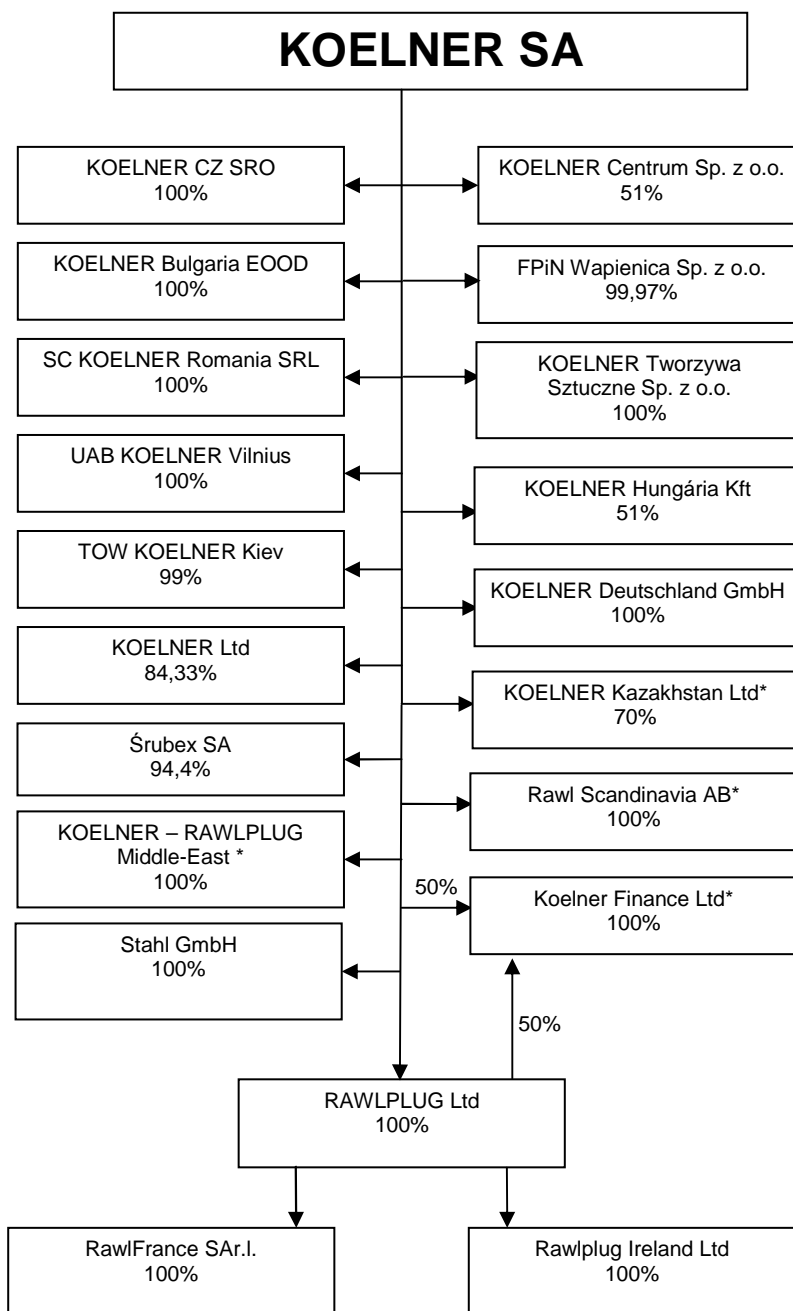 KOELNER SA
KOELNER CZ SRO
100%
KOELNER Centrum Sp. z o.o.
51%
KOELNER Bulgaria EOOD
100%
FPiN Wapienica Sp. z o.o.
99,97%
SC KOELNER Romania SRL
100%
KOELNER Tworzywa
Sztuczne Sp. z o.o.
100%
UAB KOELNER Vilnius
100%
KOELNER Hungária Kft
51%
TOW KOELNER Kiev
99%
KOELNER Deutschland GmbH
100%
KOELNER Ltd
84,33%
KOELNER Kazakhstan Ltd*
70%
Śrubex SA
94,4%
Rawl Scandinavia AB*
100%
KOELNER – RAWLPLUG
Middle-East *
100%
50%
Koelner Finance Ltd*
100%
Stahl GmbH
100%
50%
RAWLPLUG Ltd
100%
RawlFrance SAr.l.
100%
Rawlplug Ireland Ltd
100%